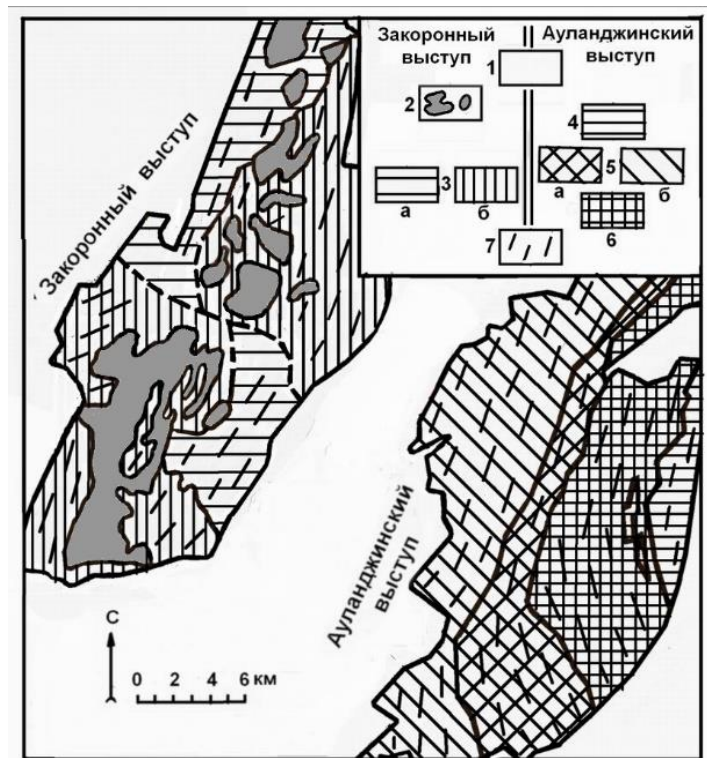 Закоронный
выступ
Ауланджинский
выступ
1
2
3
а
б
4
5
а
б
6
7
Закоронный выступ
Ауланджинский
выступ
С
0 2 4 6 км